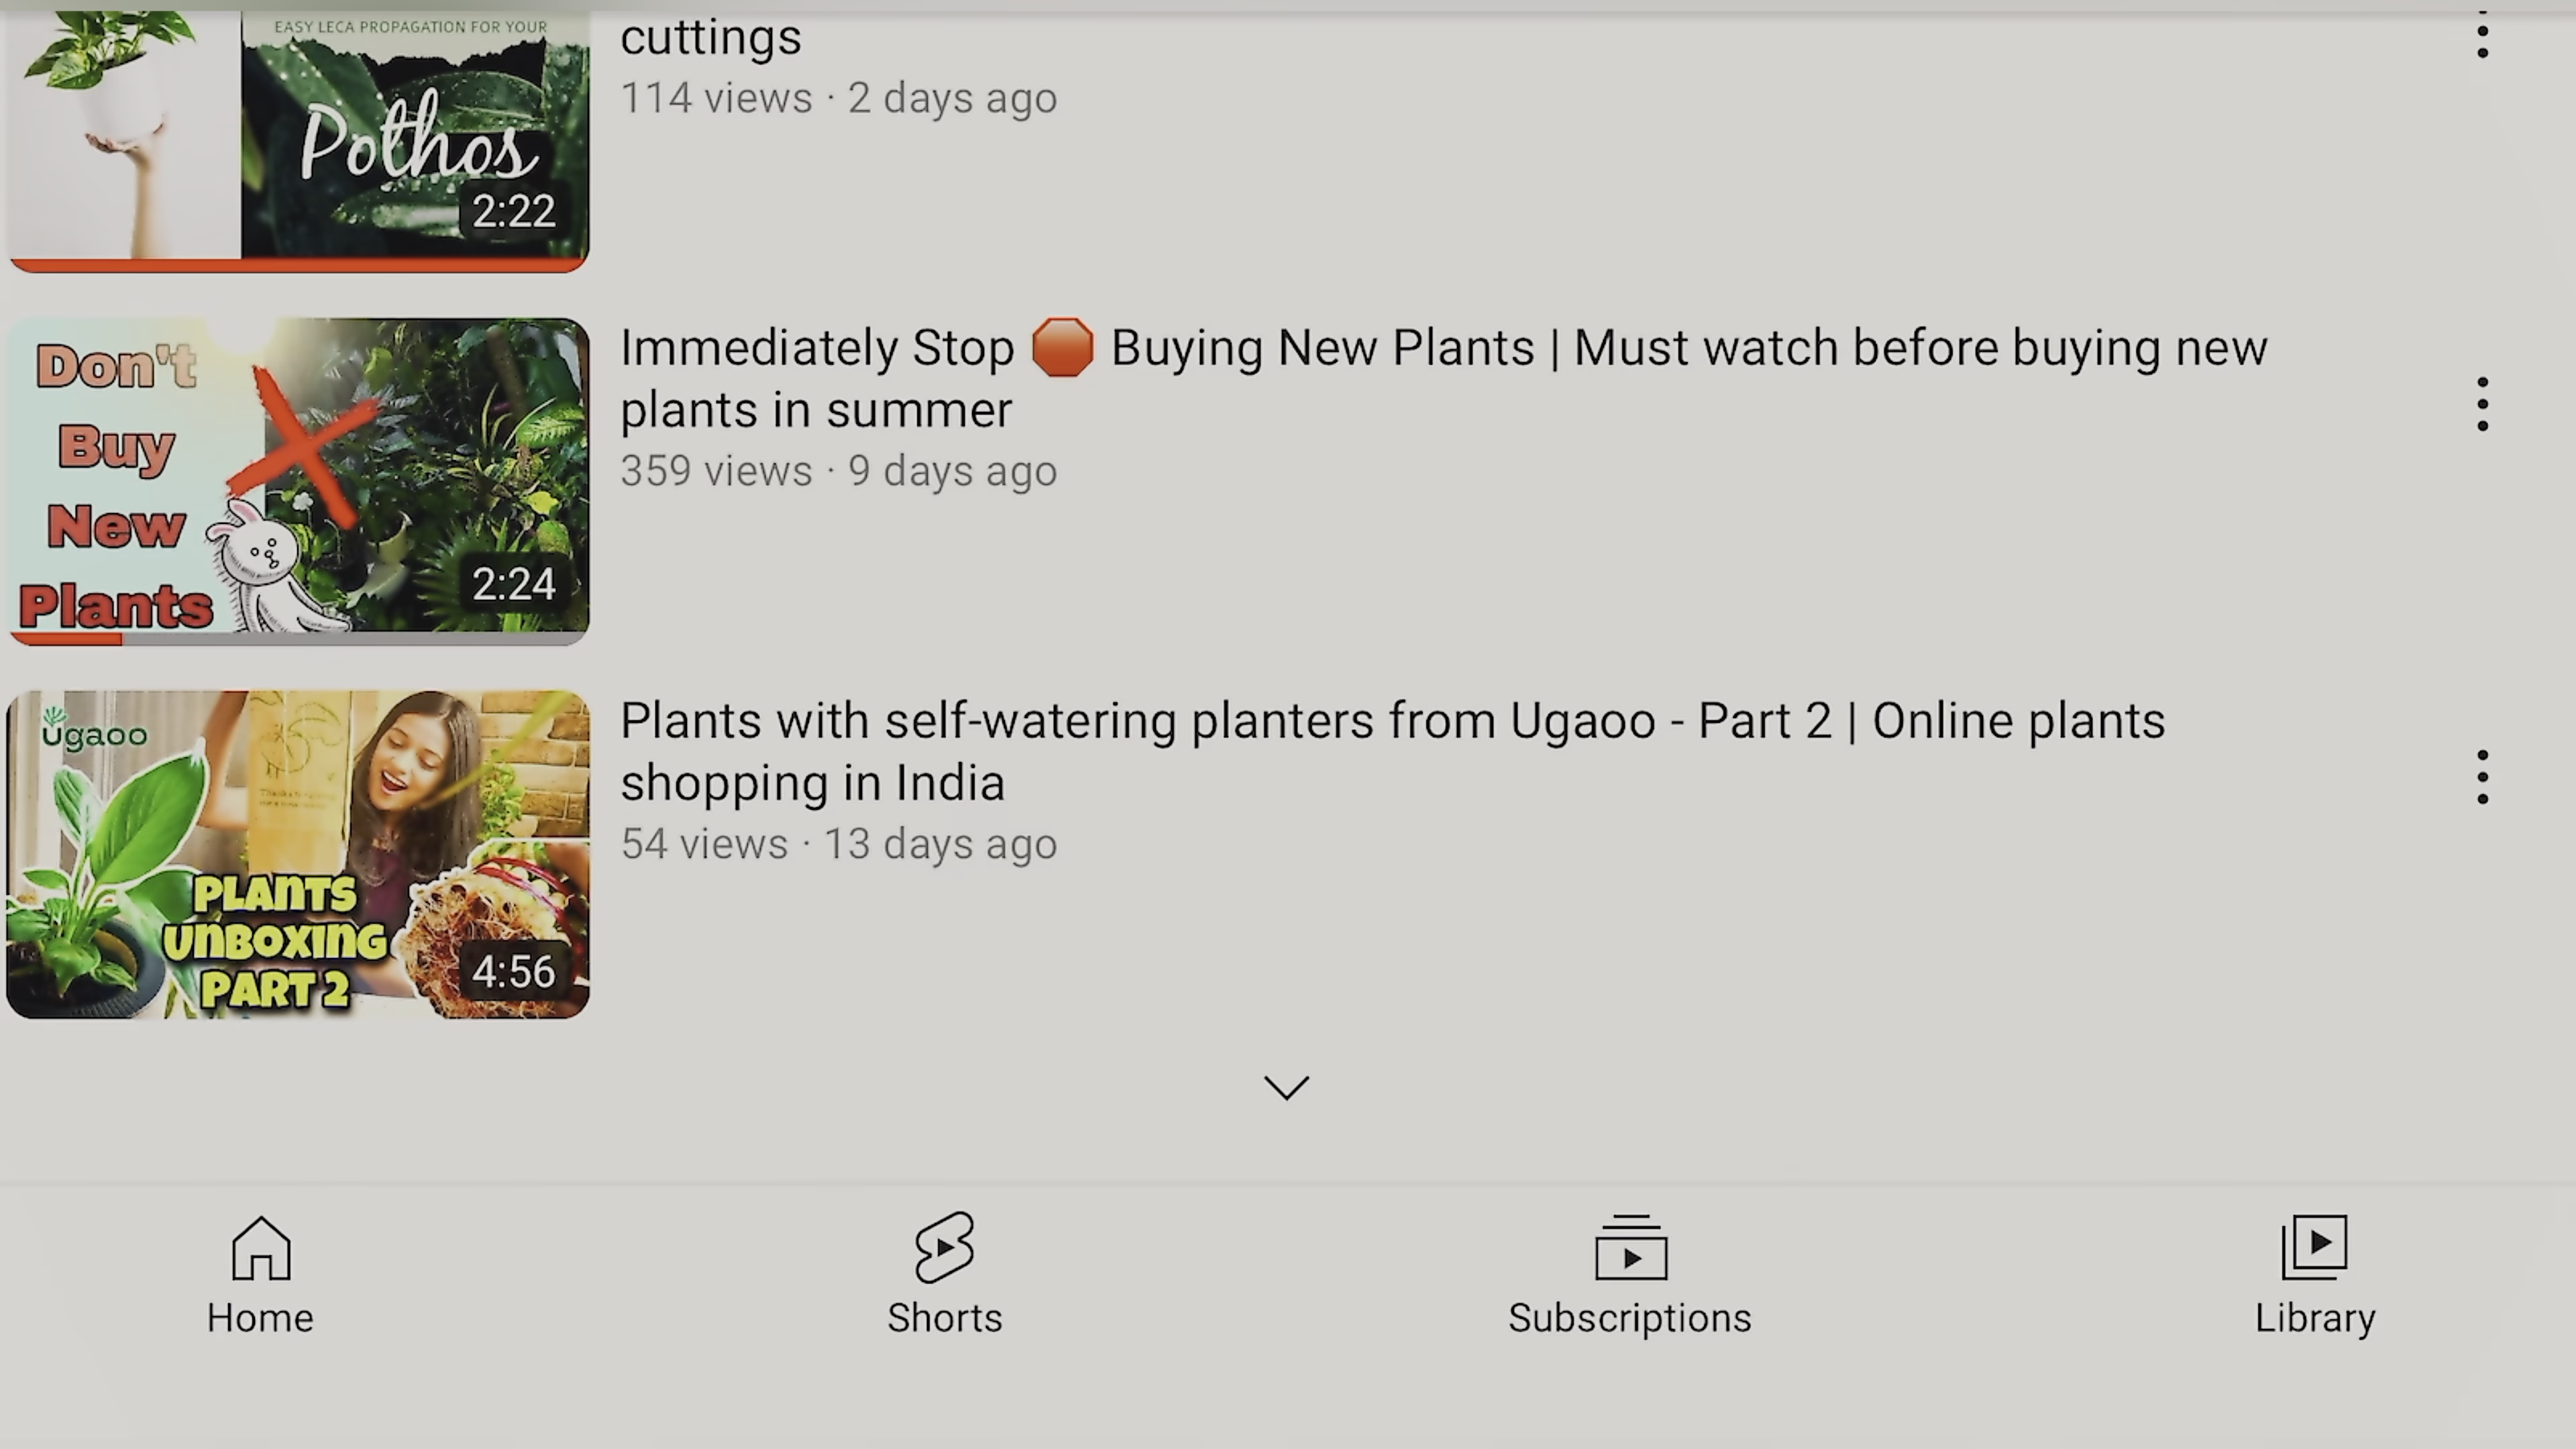 EASY LECA PROPAGATION FOR YOUR
Pothos
2:22
cuttings
114 views · 2 days ago
Don't
Buy
New
Plants
2:24
Immediately Stop 🛑 Buying New Plants | Must watch before buying new
plants in summer
359 views · 9 days ago
Ugaoo
PLANTS
UNBOXING
PART 2
4:56
Plants with self-watering planters from Ugaoo - Part 2 | Online plants
shopping in India
54 views · 13 days ago
Home
Shorts
Subscriptions
Library